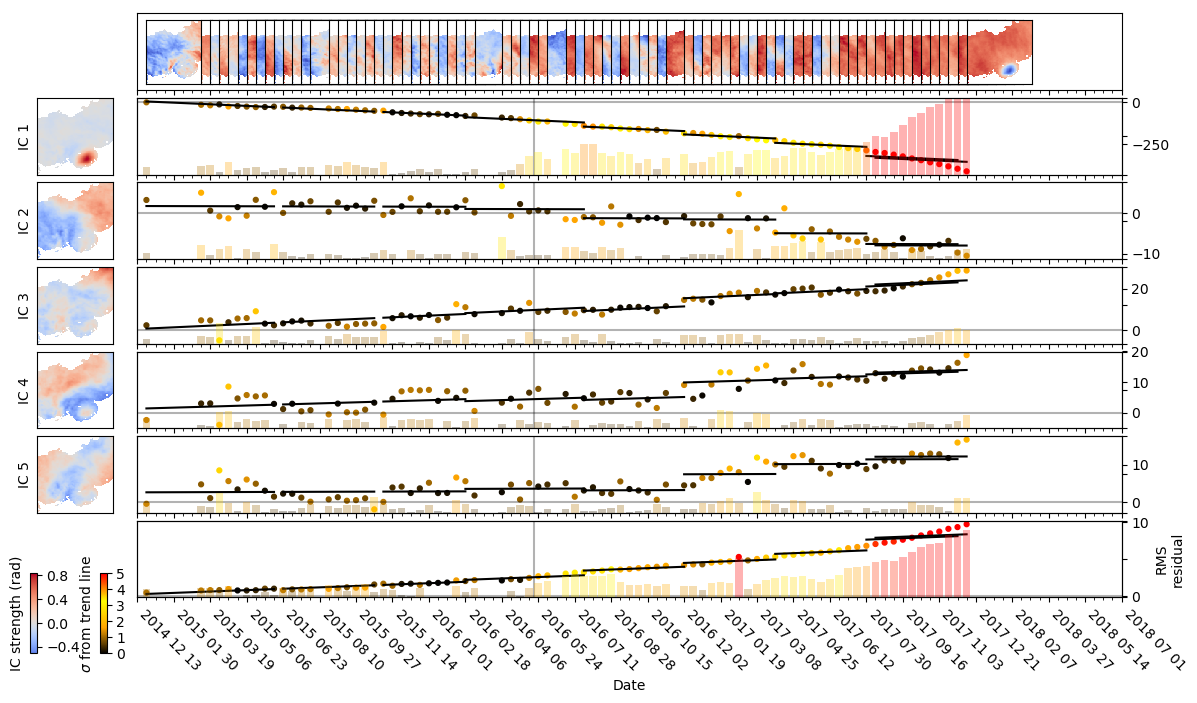 IC 1
0
−250
IC 2
0
−10
IC 3
20
0
IC 4
20
10
0
IC 5
10
0
10
0
RMS
residual
IC strength (rad)
0.8
0.4
0.0
−0.4
σ from trend line
5
4
3
2
1
0
2014 12 13
2015 01 30
2015 03 19
2015 05 06
2015 06 23
2015 08 10
2015 09 27
2015 11 14
2016 01 01
2016 02 18
2016 04 06
2016 05 24
2016 07 11
2016 08 28
2016 10 15
2016 12 02
2017 01 19
2017 03 08
2017 04 25
2017 06 12
2017 07 30
2017 09 16
2017 11 03
2017 12 21
2018 02 07
2018 03 27
2018 05 14
2018 07 01
Date